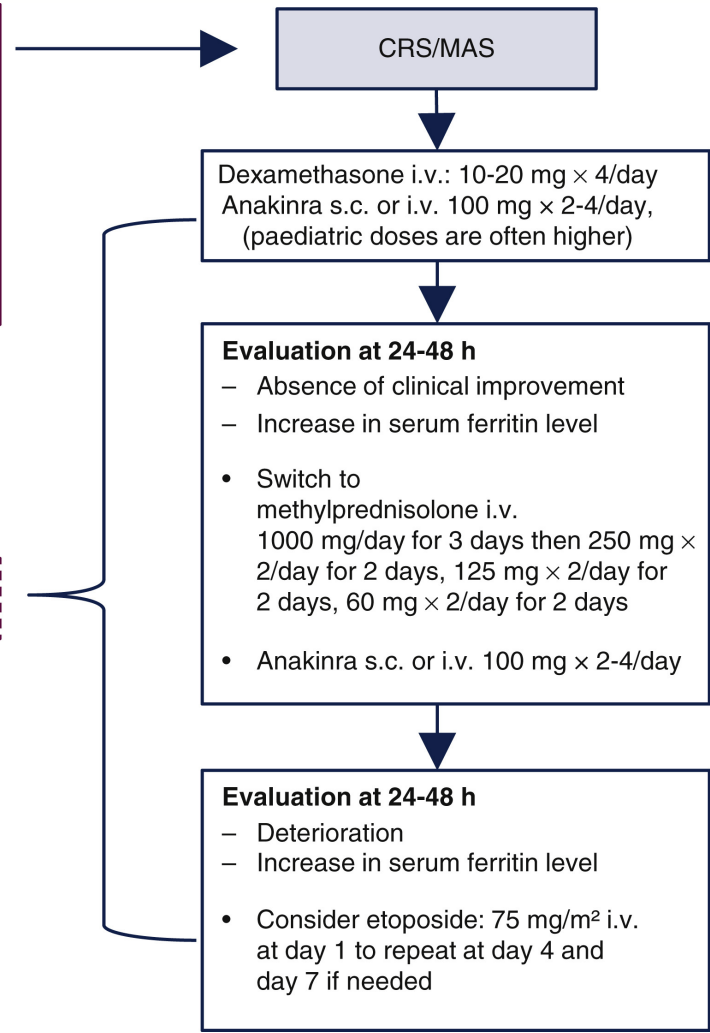 CRS/MAS
Dexamethasone i.v.: 10-20 mg × 4/day
Anakinra s.c. or i.v. 100 mg × 2-4/day,
(paediatric doses are often higher)
Evaluation at 24-48 h
– Absence of clinical improvement
– Increase in serum ferritin level
• Switch to
methylprednisolone i.v.
1000 mg/day for 3 days then 250 mg ×
2/day for 2 days, 125 mg × 2/day for
2 days, 60 mg × 2/day for 2 days
• Anakinra s.c. or i.v. 100 mg × 2-4/day
Evaluation at 24-48 h
– Deterioration
– Increase in serum ferritin level
• Consider etoposide: 75 mg/m² i.v.
at day 1 to repeat at day 4 and
day 7 if needed